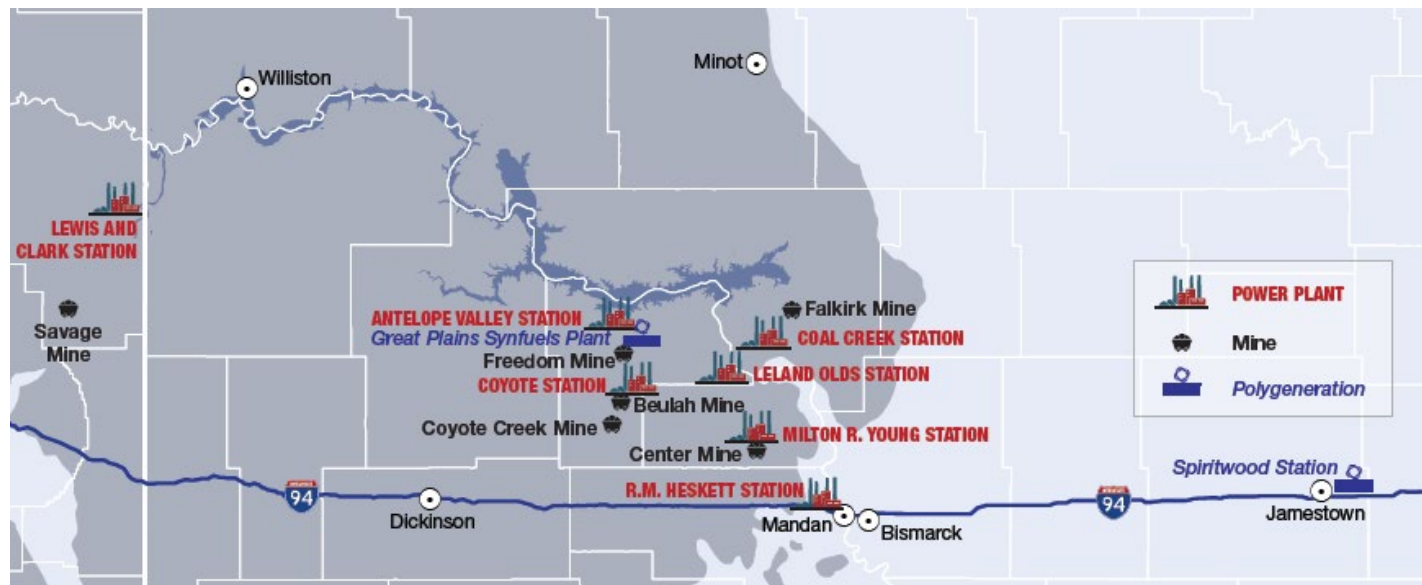 Minot
Williston
LEWIS AND
CLARK STATION
Savage
Mine
ANTELOPE VALLEY STATION
Great Plains Synfuels Plant
Freedom Mine
COYOTE STATION
Beulah Mine
Coyote Creek Mine
Falkirk Mine
COAL CREEK STATION
LELAND OLDS STATION
MILTON R. YOUNG STATION
Center Mine
R.M. HESKETT STATION
94
Dickinson
Mandan
Bismarck
94
Spiritwood Station
Jamestown
POWER PLANT
Mine
Polygeneration